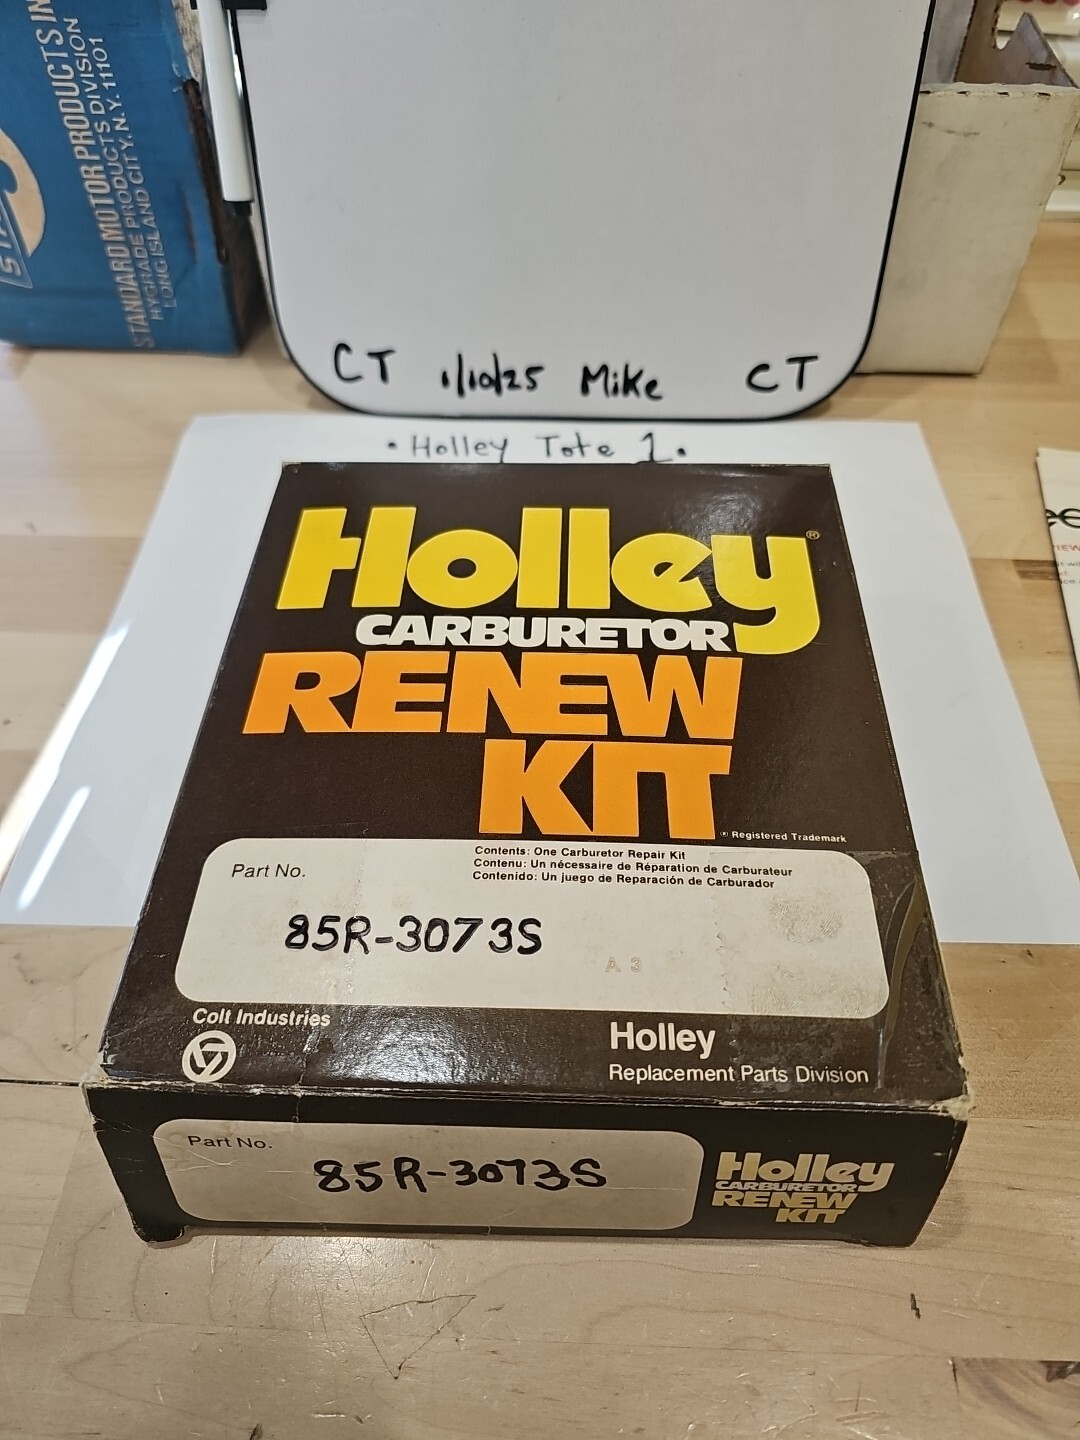 STANDARD MOTOR PRODUCTS IN
HYGRADE PRODUCTS DIVISION
LONG ISLAND CITY, N.Y. 11101
CT 1/10/25 Mike CT
• Holley Tote 1 •
Holley®
CARBURETOR
RENEW
KIT
® Registered Trademark
Contents: One Carburetor Repair Kit
Contenu: Un nécessaire de Réparation de Carburateur
Contenido: Un juego de Reparación de Carburador
Part No.
85R-3073S
A 3
Colt Industries
Holley
Replacement Parts Division
Part No.
85R-3073S
Holley
CARBURETOR
RENEW
KIT